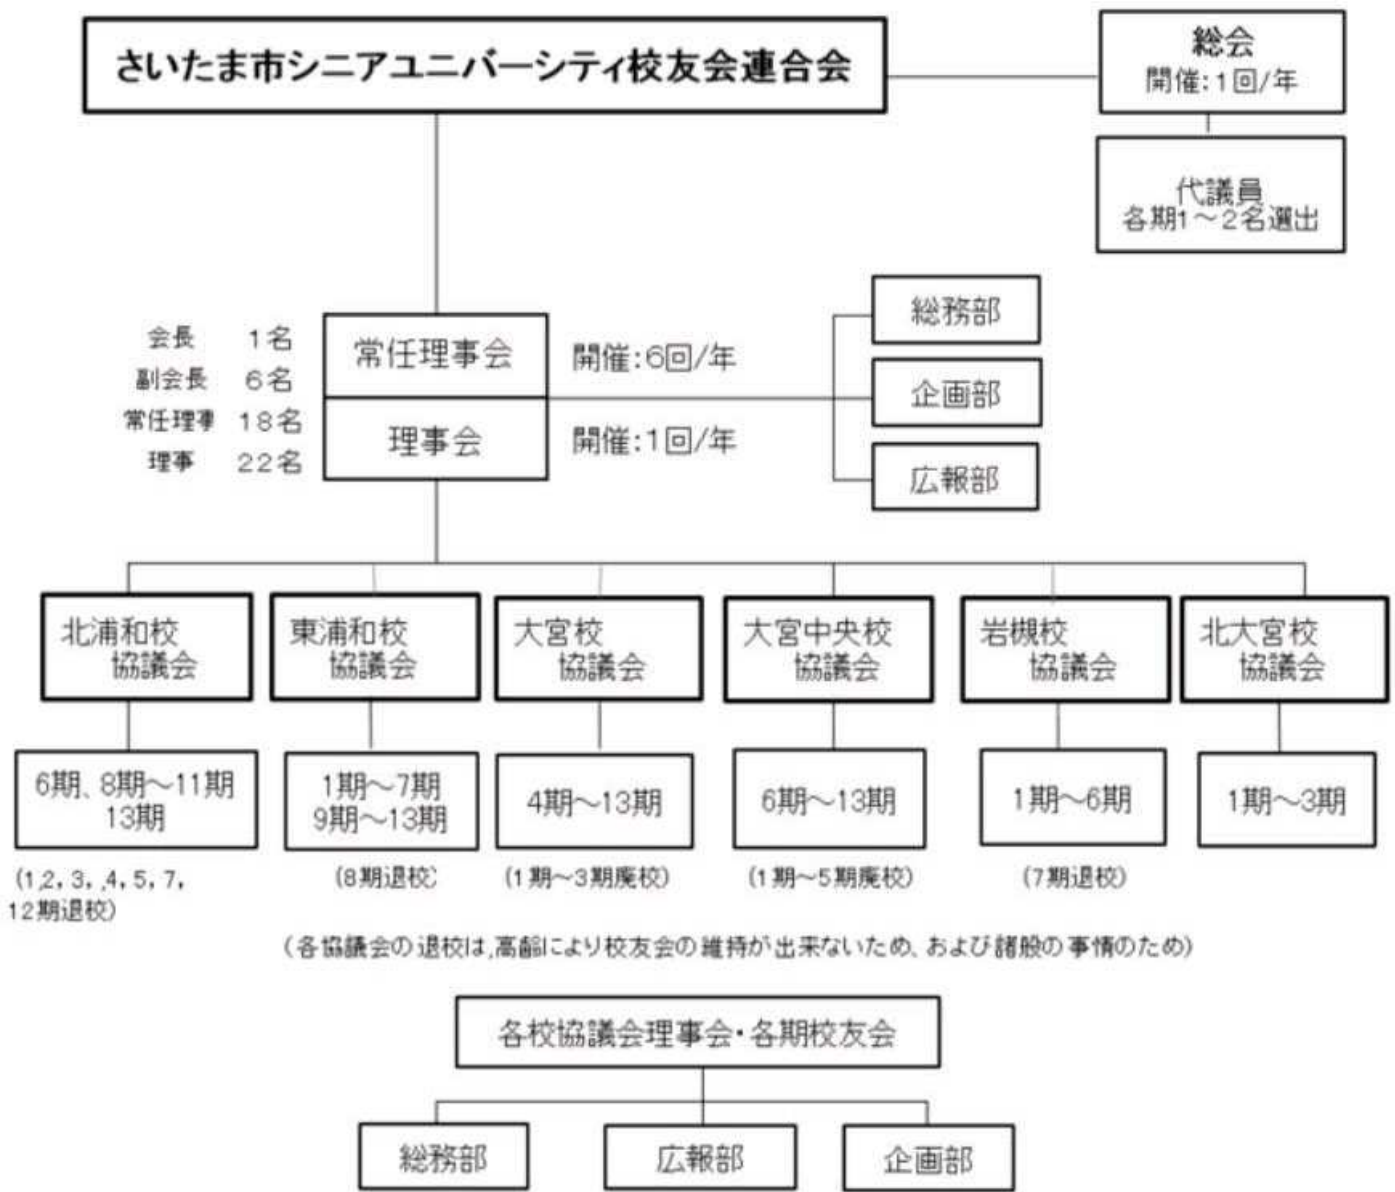 さいたま市シニアユニバーシティ校友会連合会
総会
開催:1回/年
代議員
各期1～2名選出
会長 1名
副会長 6名
常任理事 18名
理事 22名
常任理事会
開催:6回/年
理事会
開催:1回/年
総務部
企画部
広報部
北浦和校
協議会
東浦和校
協議会
大宮校
協議会
大宮中央校
協議会
岩槻校
協議会
北大宮校
協議会
6期、8期～11期
13期
1期～7期
9期～13期
4期～13期
6期～13期
1期～6期
1期～3期
(1,2, 3, ,4, 5, 7,
12期退校)
(8期退校)
(1期～3期廃校)
(1期～5期廃校)
(7期退校)
(各協議会の退校は,高齢により校友会の維持が出来ないため、および諸般の事情のため)
各校協議会理事会・各期校友会
総務部
広報部
企画部